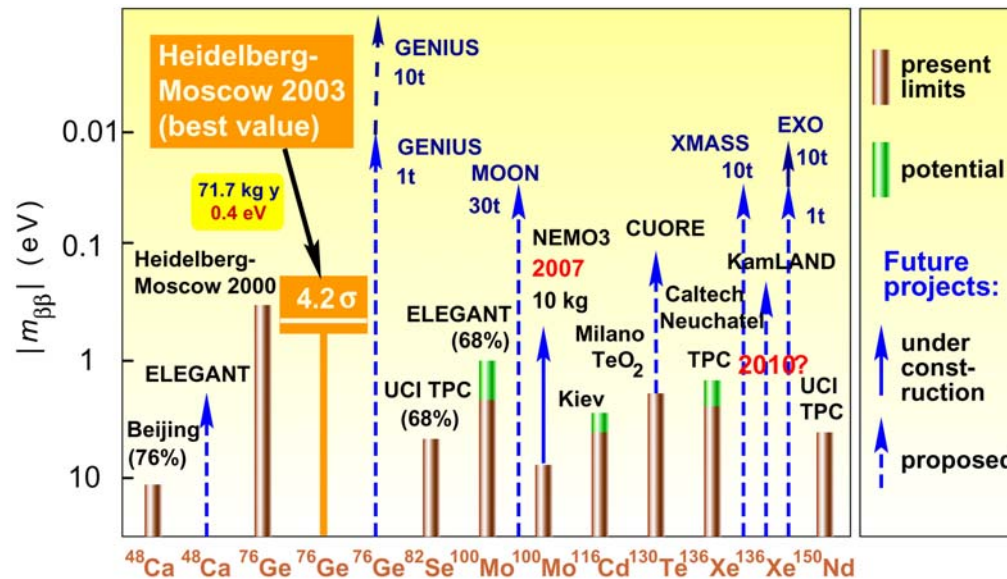 Heidelberg-
Moscow 2003
(best value)
71.7 kg y
0.4 eV
|mββ| (eV)
0.01
0.1
1
10
GENIUS
10t
GENIUS
1t
MOON
30t
XMASS
10t
EXO
10t
1t
Heidelberg-
Moscow 2000
4.2 σ
NEMO3
2007
10 kg
CUORE
KamLAND
Caltech
Neuchatel
TPC
2010?
ELEGANT
(68%)
Milano
TeO₂
ELEGANT
UCI TPC
(68%)
Kiev
UCI
TPC
Beijing
(76%)
⁴⁸Ca ⁴⁸Ca ⁷⁶Ge ⁷⁶Ge ⁷⁶Ge ⁸²Se ¹⁰⁰Mo ¹⁰⁰Mo ¹¹⁶Cd ¹³⁰Te ¹³⁶Xe ¹³⁶Xe ¹⁵⁰Nd
present
limits
potential
Future
projects:
under
const-
ruction
proposed